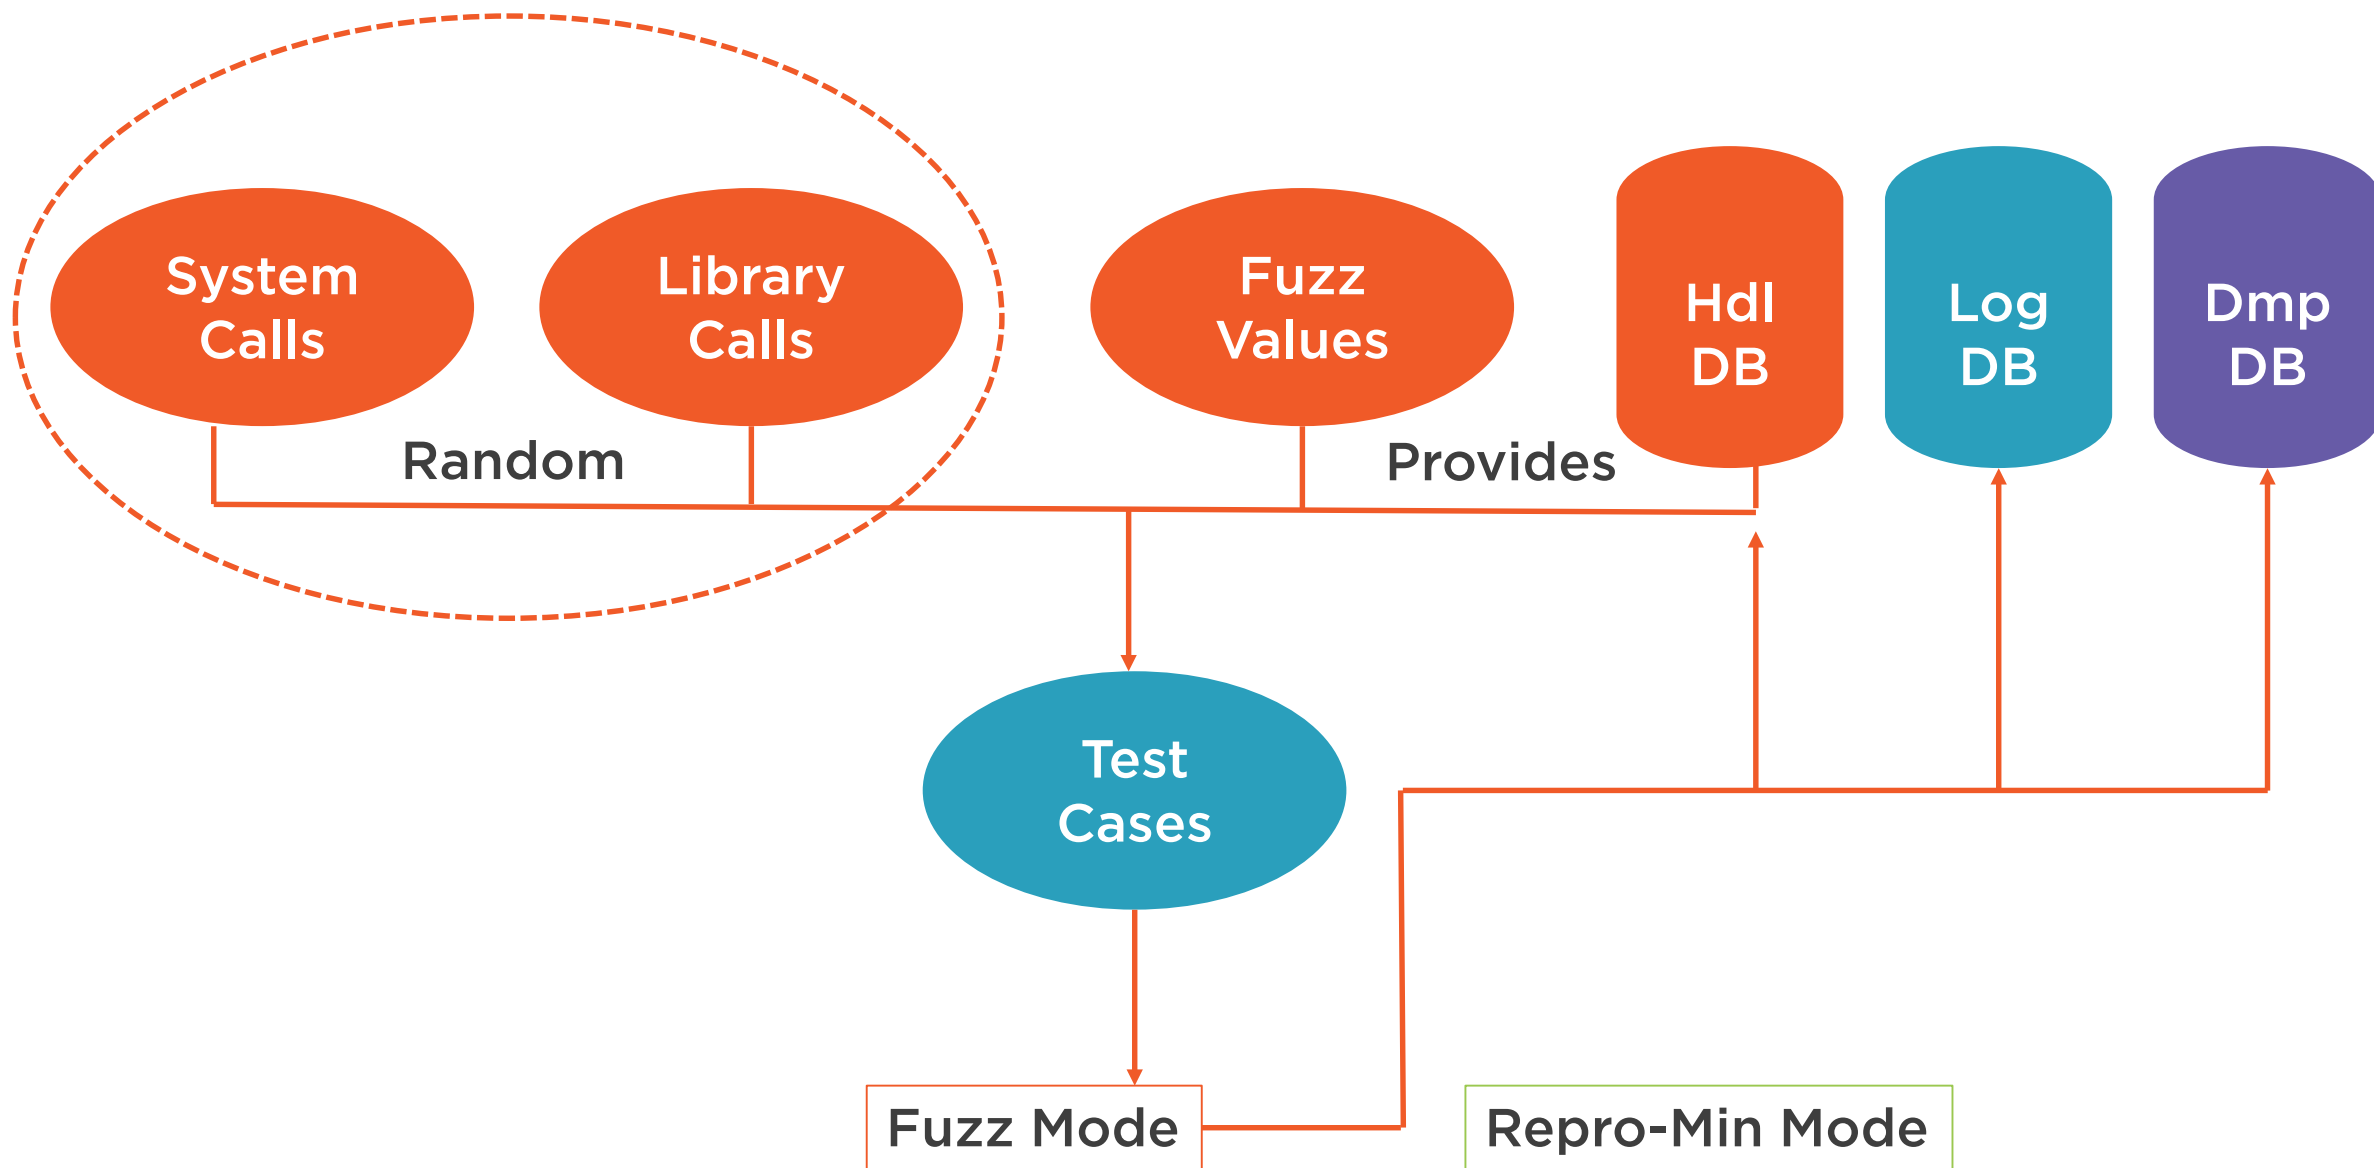 System
Calls
Library
Calls
Fuzz
Values
Hdl
DB
Log
DB
Dmp
DB
Random
Provides
Test
Cases
Fuzz Mode
Repro-Min Mode